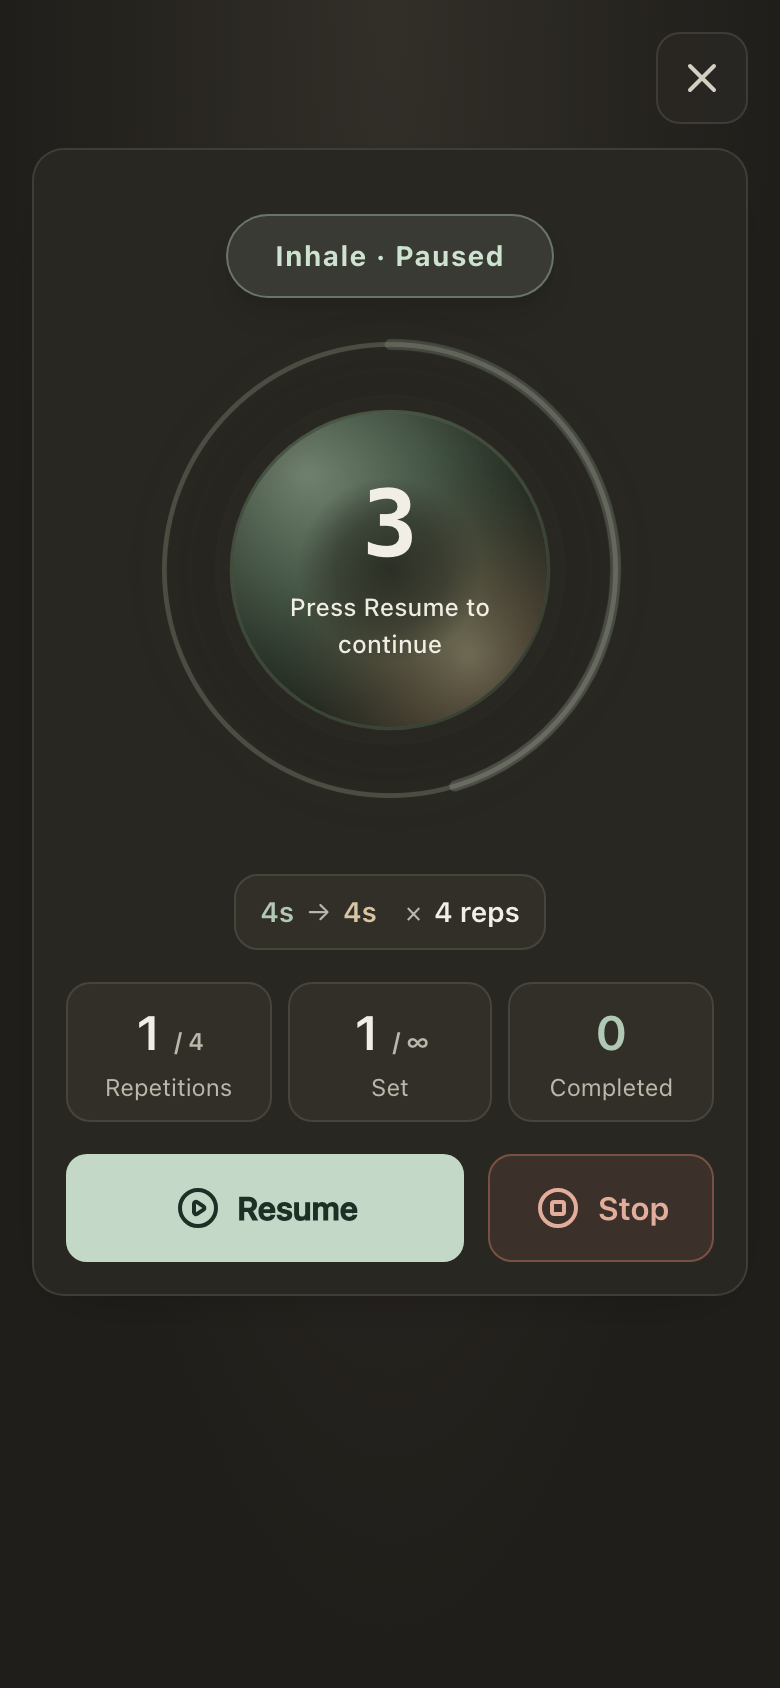 Inhale · Paused
3
Press Resume to
continue
4s → 4s × 4 reps
1 / 4
Repetitions
1 / ∞
Set
0
Completed
Resume
Stop